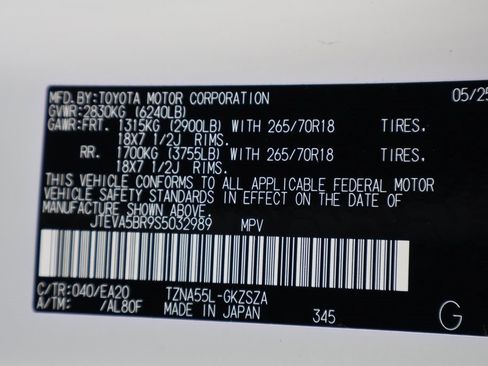 MFD.BY:TOYOTA MOTOR CORPORATION 05/25
GVWR:2830KG (6240LB)
GAWR:FRT. 1315KG (2900LB) WITH 265/70R18 TIRES,
18X7 1/2J RIMS.
RR. 1700KG (3755LB) WITH 265/70R18 TIRES,
18X7 1/2J RIMS.
THIS VEHICLE CONFORMS TO ALL APPLICABLE FEDERAL MOTOR
VEHICLE SAFETY STANDARDS IN EFFECT ON THE DATE OF
MANUFACTURE SHOWN ABOVE.
JTEVA5BR9S5032989 MPV
C/TR:040/EA20 TZNA55L-GKZSZA
A/TM: /AL80F MADE IN JAPAN 345 G